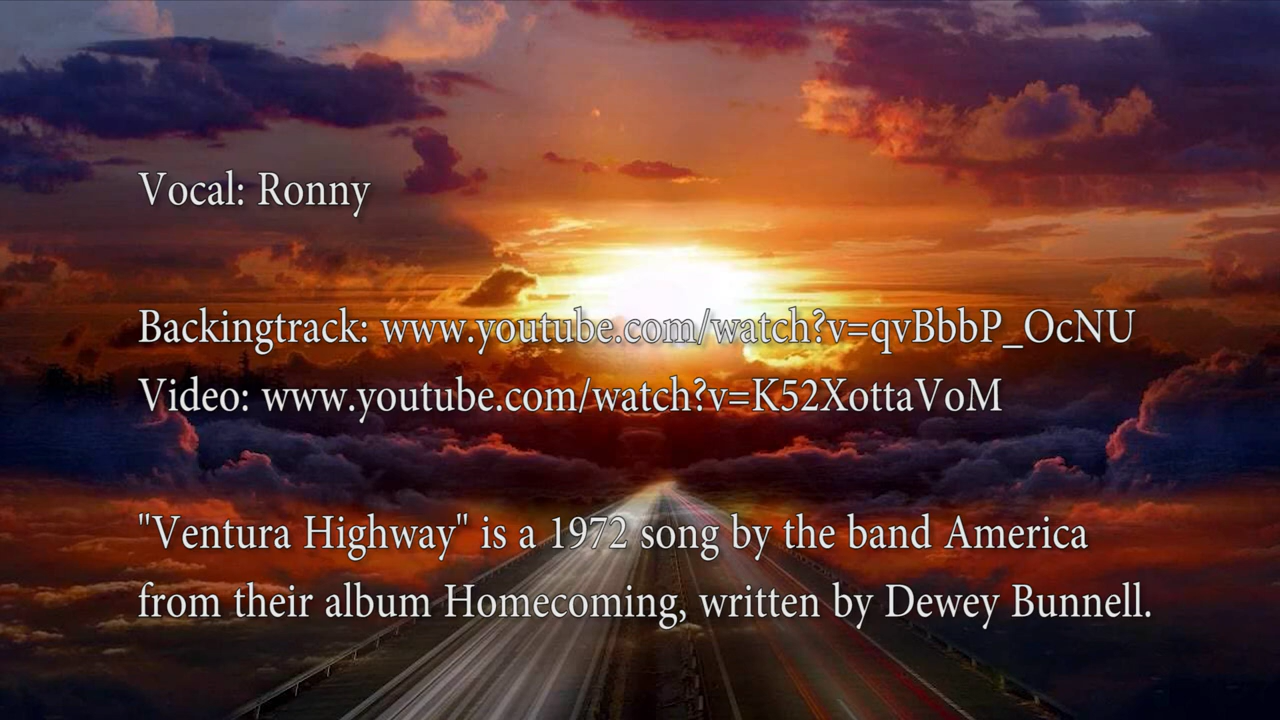 Vocal: Ronny
Backingtrack: www.youtube.com/watch?v=qvBbbP_OcNU
Video: www.youtube.com/watch?v=K52XottaVoM
"Ventura Highway" is a 1972 song by the band America
from their album Homecoming, written by Dewey Bunnell.